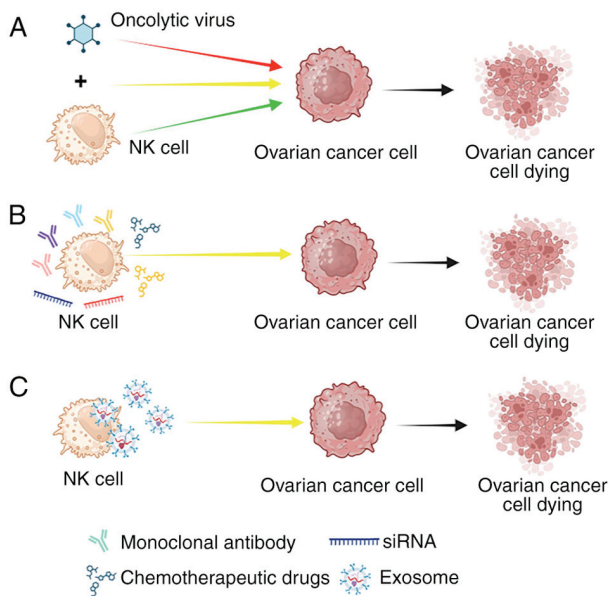 A
Oncolytic virus
+
NK cell
Ovarian cancer cell
Ovarian cancer
cell dying
B
NK cell
Ovarian cancer cell
Ovarian cancer
cell dying
C
NK cell
Ovarian cancer cell
Ovarian cancer
cell dying
Monoclonal antibody
siRNA
Chemotherapeutic drugs
Exosome